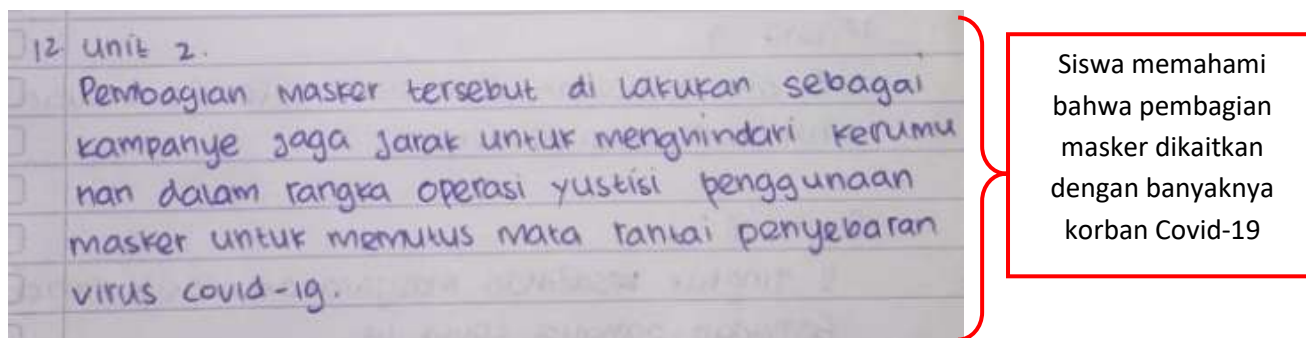 12. Unit 2.
Pembagian masker tersebut di lakukan sebagai
kampanye jaga jarak untuk menghindari kerumu
nan dalam rangka operasi yustisi penggunaan
masker untuk memutus mata rantai penyebaran
virus covid-19.
Siswa memahami
bahwa pembagian
masker dikaitkan
dengan banyaknya
korban Covid-19